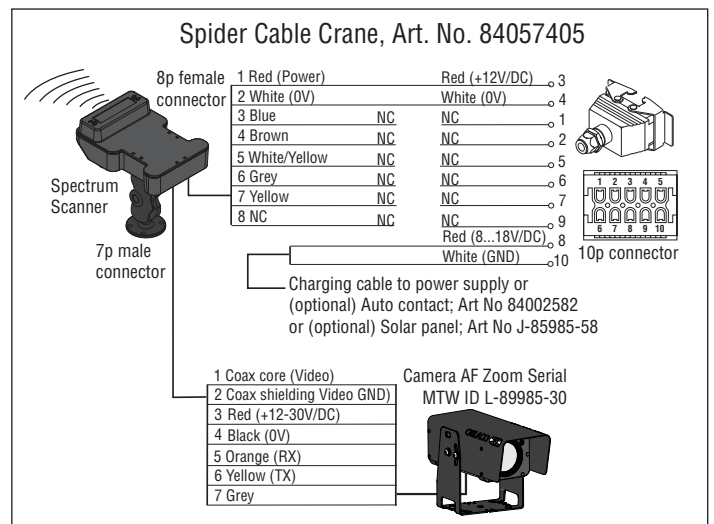 Spider Cable Crane, Art. No. 84057405
8p female
connector
1 Red (Power) Red (+12V/DC) 3
2 White (0V) White (0V) 4
3 Blue NC NC 1
4 Brown NC NC 2
5 White/Yellow NC NC 5
6 Grey NC NC 6
7 Yellow NC NC 7
8 NC NC NC 9
Red (8...18V/DC) 8
White (GND) 10
Spectrum
Scanner
7p male
connector
1 2 3 4 5
6 7 8 9 10
10p connector
Charging cable to power supply or
(optional) Auto contact; Art No 84002582
or (optional) Solar panel; Art No J-85985-58
1 Coax core (Video)
2 Coax shielding Video GND)
3 Red (+12-30V/DC)
4 Black (0V)
5 Orange (RX)
6 Yellow (TX)
7 Grey
Camera AF Zoom Serial
MTW ID L-89985-30